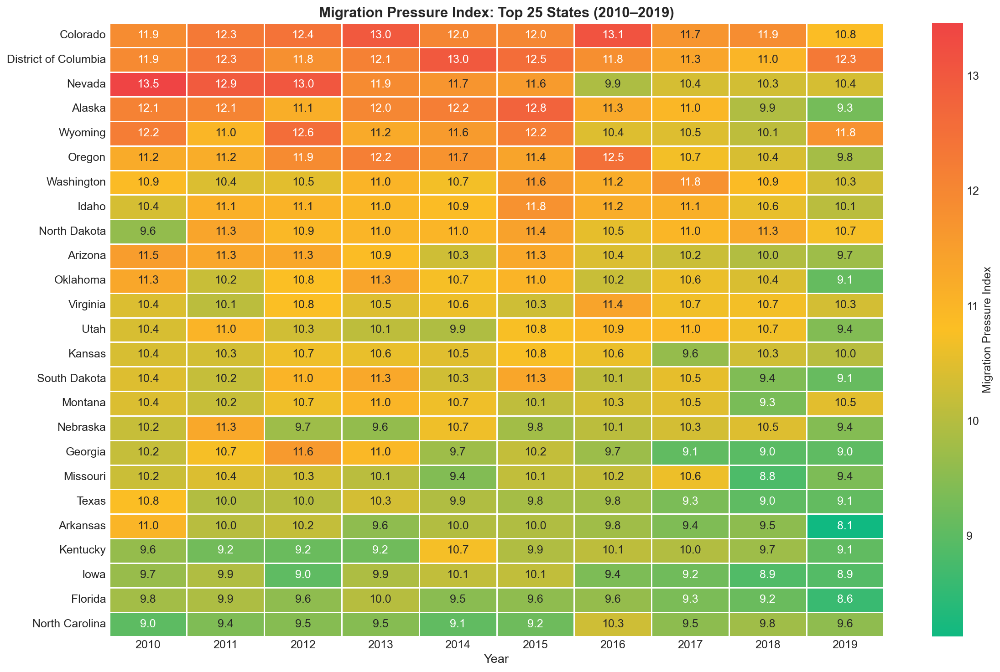 Migration Pressure Index: Top 25 States (2010–2019)
Colorado 11.9 12.3 12.4 13.0 12.0 12.0 13.1 11.7 11.9 10.8
District of Columbia 11.9 12.3 11.8 12.1 13.0 12.5 11.8 11.3 11.0 12.3
Nevada 13.5 12.9 13.0 11.9 11.7 11.6 9.9 10.4 10.3 10.4
Alaska 12.1 12.1 11.1 12.0 12.2 12.8 11.3 11.0 9.9 9.3
Wyoming 12.2 11.0 12.6 11.2 11.6 12.2 10.4 10.5 10.1 11.8
Oregon 11.2 11.2 11.9 12.2 11.7 11.4 12.5 10.7 10.4 9.8
Washington 10.9 10.4 10.5 11.0 10.7 11.6 11.2 11.8 10.9 10.3
Idaho 10.4 11.1 11.1 11.0 10.9 11.8 11.2 11.1 10.6 10.1
North Dakota 9.6 11.3 10.9 11.0 11.0 11.4 10.5 11.0 11.3 10.7
Arizona 11.5 11.3 11.3 10.9 10.3 11.3 10.4 10.2 10.0 9.7
Oklahoma 11.3 10.2 10.8 11.3 10.7 11.0 10.2 10.6 10.4 9.1
Virginia 10.4 10.1 10.8 10.5 10.6 10.3 11.4 10.7 10.7 10.3
Utah 10.4 11.0 10.3 10.1 9.9 10.8 10.9 11.0 10.7 9.4
Kansas 10.4 10.3 10.7 10.6 10.5 10.8 10.6 9.6 10.3 10.0
South Dakota 10.4 10.2 11.0 11.3 10.3 11.3 10.1 10.5 9.4 9.1
Montana 10.4 10.2 10.7 11.0 10.7 10.1 10.3 10.5 9.3 10.5
Nebraska 10.2 11.3 9.7 9.6 10.7 9.8 10.1 10.3 10.5 9.4
Georgia 10.2 10.7 11.6 11.0 9.7 10.2 9.7 9.1 9.0 9.0
Missouri 10.2 10.4 10.3 10.1 9.4 10.1 10.2 10.6 8.8 9.4
Texas 10.8 10.0 10.0 10.3 9.9 9.8 9.8 9.3 9.0 9.1
Arkansas 11.0 10.0 10.2 9.6 10.0 10.0 9.8 9.4 9.5 8.1
Kentucky 9.6 9.2 9.2 9.2 10.7 9.9 10.1 10.0 9.7 9.1
Iowa 9.7 9.9 9.0 9.9 10.1 10.1 9.4 9.2 8.9 8.9
Florida 9.8 9.9 9.6 10.0 9.5 9.6 9.6 9.3 9.2 8.6
North Carolina 9.0 9.4 9.5 9.5 9.1 9.2 10.3 9.5 9.8 9.6
2010 2011 2012 2013 2014 2015 2016 2017 2018 2019
Year
13
12
11
10
9
Migration Pressure Index